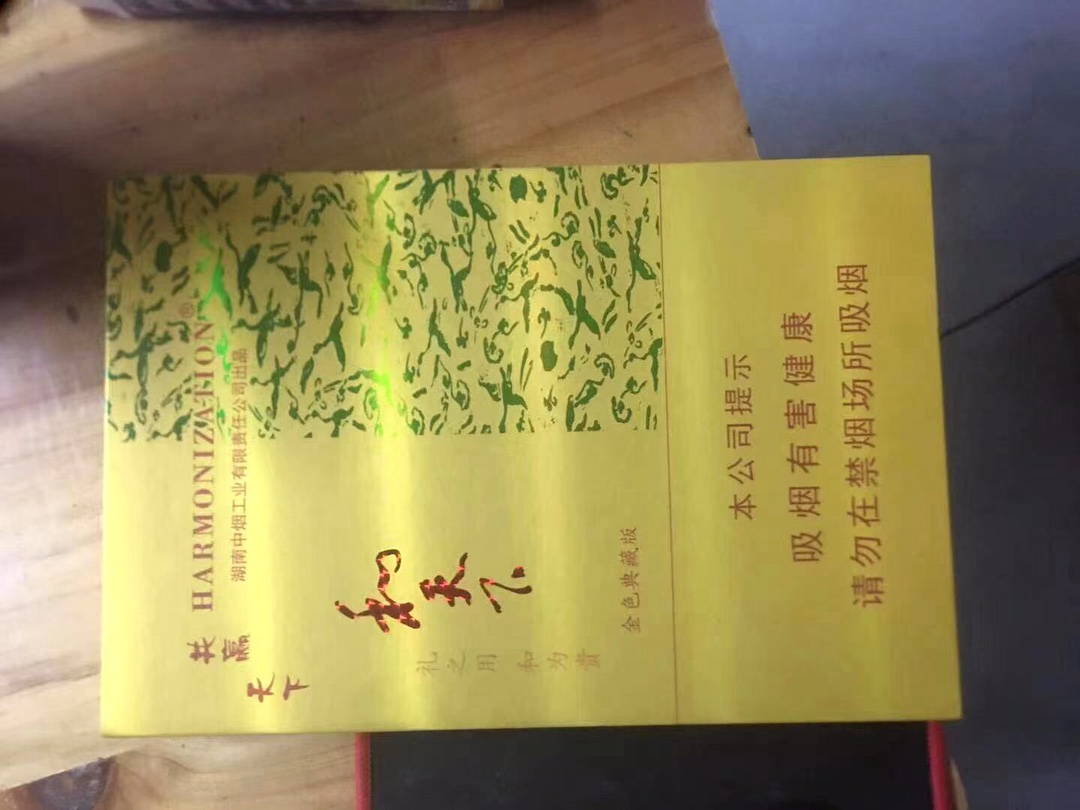 共赢
天下
HARMONIZATION®
湖南中烟工业有限责任公司出品
和天下
礼之用 和为贵
金色典藏版
本公司提示
吸烟有害健康
请勿在禁烟场所吸烟